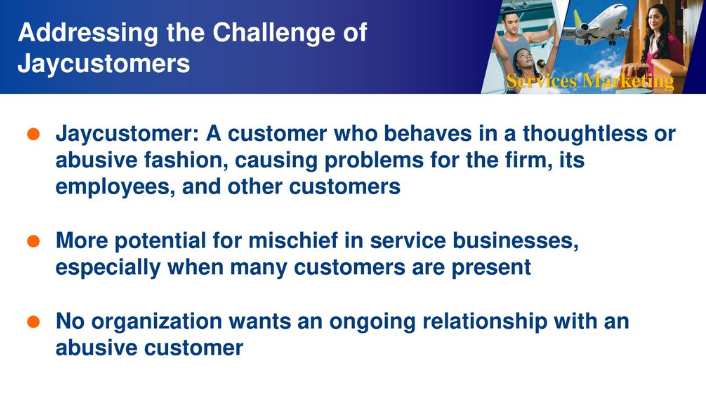 Addressing the Challenge of
Jaycustomers
Services Marketing
Jaycustomer: A customer who behaves in a thoughtless or
abusive fashion, causing problems for the firm, its
employees, and other customers
More potential for mischief in service businesses,
especially when many customers are present
No organization wants an ongoing relationship with an
abusive customer